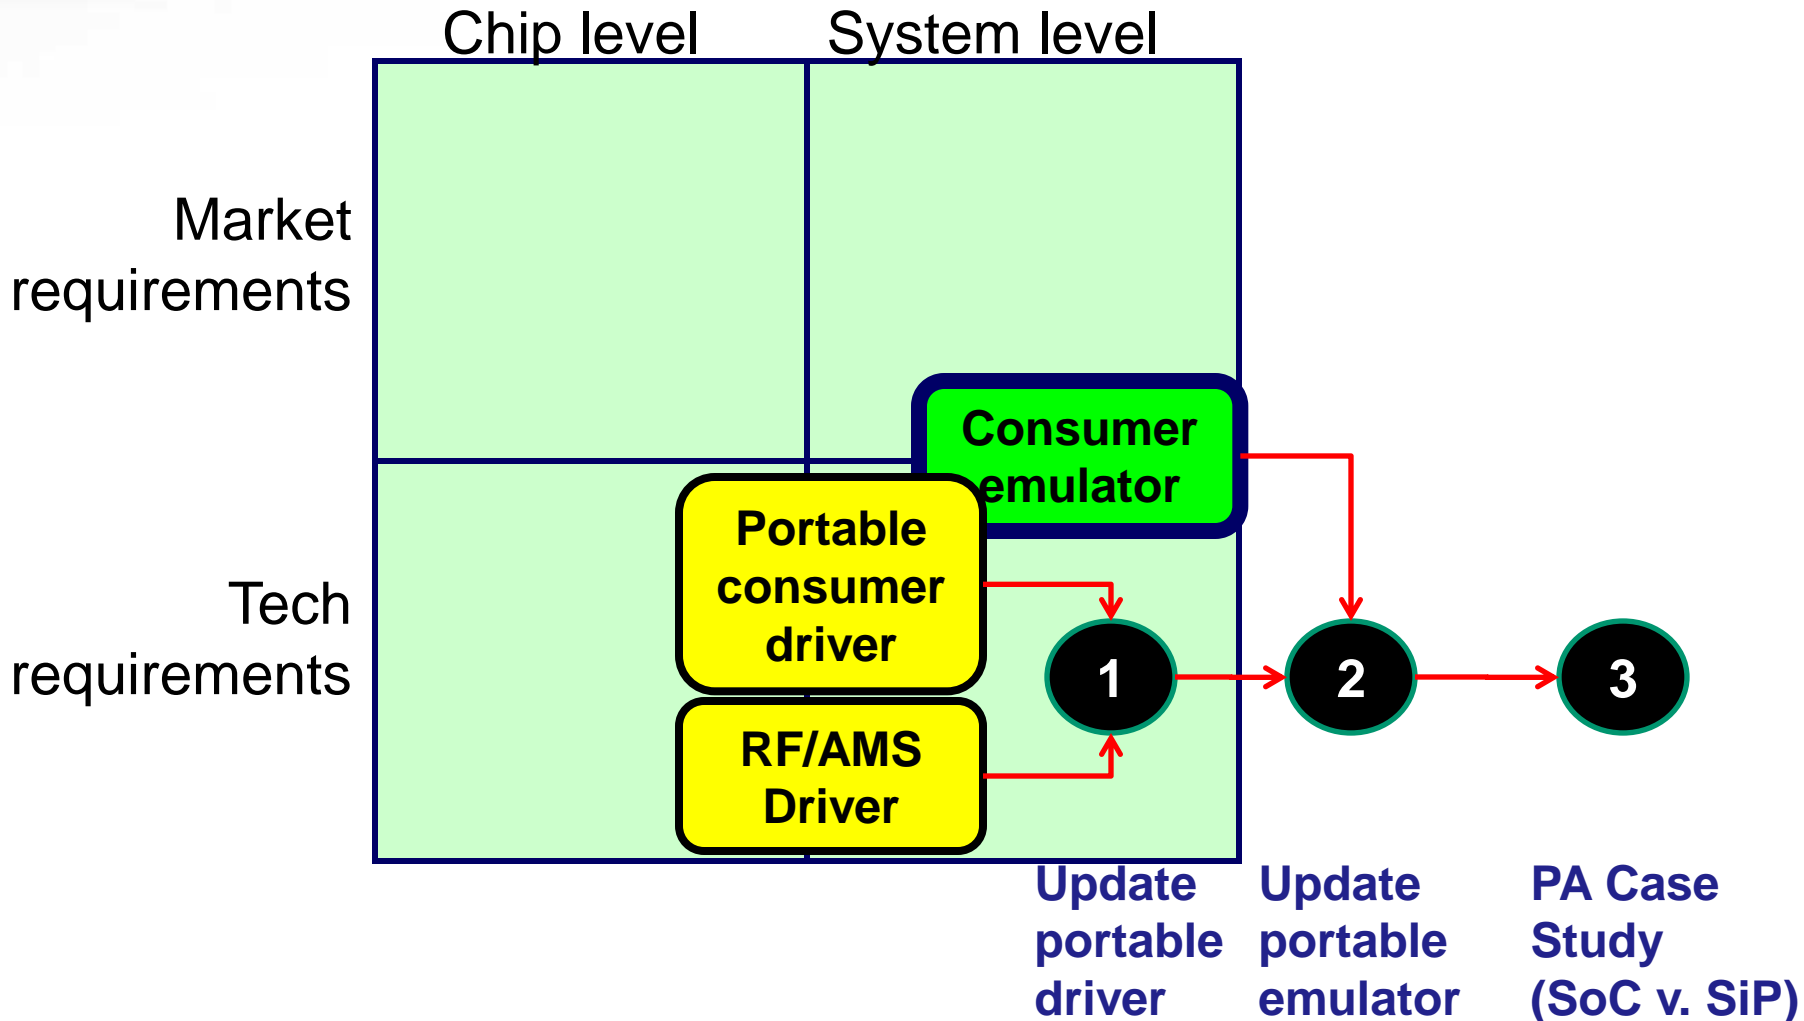 Chip level
System level
Market
requirements
Consumer
emulator
Portable
consumer
driver
Tech
requirements
1
2
3
RF/AMS
Driver
Update
portable
driver
Update
portable
emulator
PA Case
Study
(SoC v. SiP)